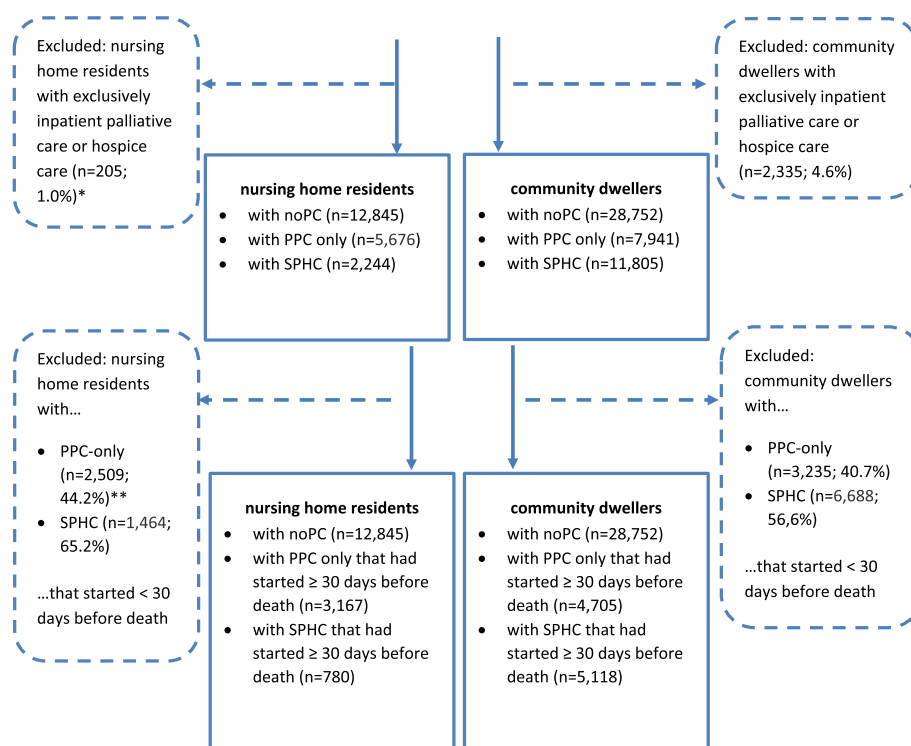 Excluded: nursing
home residents
with exclusively
inpatient palliative
care or hospice
care (n=205;
1.0%)*
Excluded: community
dwellers with
exclusively inpatient
palliative care or
hospice care
(n=2,335; 4.6%)
nursing home residents
• with noPC (n=12,845)
• with PPC only (n=5,676)
• with SPHC (n=2,244)
community dwellers
• with noPC (n=28,752)
• with PPC only (n=7,941)
• with SPHC (n=11,805)
Excluded: nursing
home residents
with…
• PPC-only
(n=2,509;
44.2%)**
• SPHC (n=1,464;
65.2%)
…that started < 30
days before death
Excluded:
community dwellers
with…
• PPC-only
(n=3,235; 40.7%)
• SPHC (n=6,688;
56,6%)
…that started < 30
days before death
nursing home residents
• with noPC (n=12,845)
• with PPC only that had
started ≥ 30 days before
death (n=3,167)
• with SPHC that had
started ≥ 30 days before
death (n=780)
community dwellers
• with noPC (n=28,752)
• with PPC only that had
started ≥ 30 days before
death (n=4,705)
• with SPHC that had
started ≥ 30 days before
death (n=5,118)